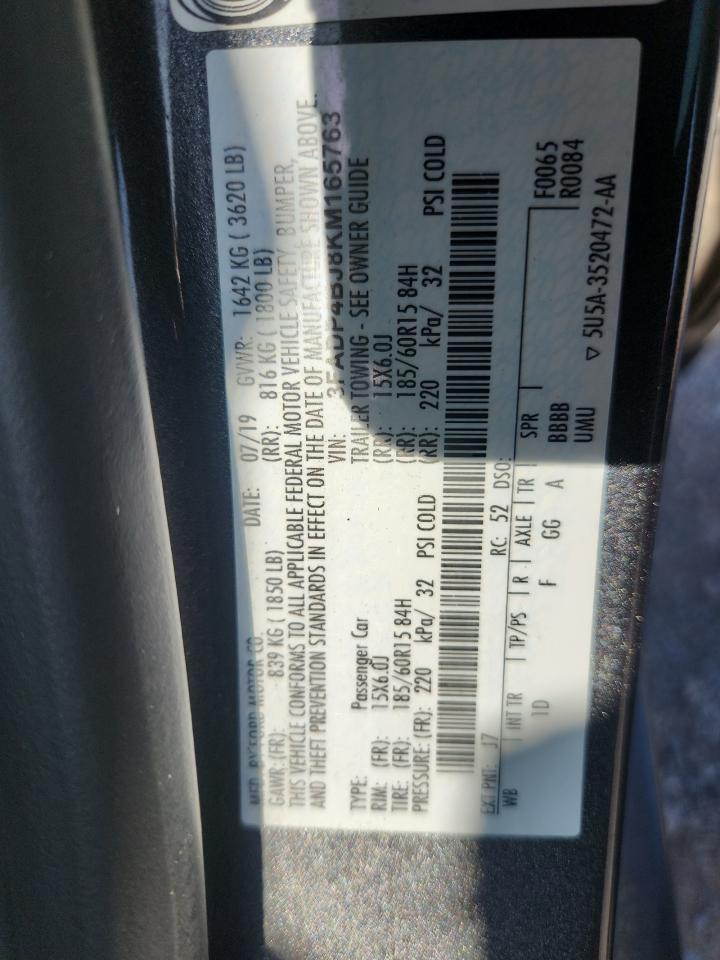 MFD. BY FORD MOTOR CO.
DATE: 07/19 GVWR: 1642 KG ( 3620 LB)
GAWR: (FR): 839 KG ( 1850 LB) (RR): 816 KG ( 1800 LB)
THIS VEHICLE CONFORMS TO ALL APPLICABLE FEDERAL MOTOR VEHICLE SAFETY, BUMPER,
AND THEFT PREVENTION STANDARDS IN EFFECT ON THE DATE OF MANUFACTURE SHOWN ABOVE.
VIN: 3FADP4BJ8KM165763
TYPE: Passenger Car TRAILER TOWING - SEE OWNER GUIDE
RIM: (FR): 15X6.0J (RR): 15X6.0J
TIRE: (FR): 185/60R15 84H (RR): 185/60R15 84H
PRESSURE: (FR): 220 kPa/ 32 PSI COLD (RR): 220 kPa/ 32 PSI COLD
EXT PNT: J7 RC: 52 DSO: F0065
WB INT TR TP/PS R AXLE TR SPR R0084
1D F GG A BBBB
UMU
▽ 5U5A-3520472-AA